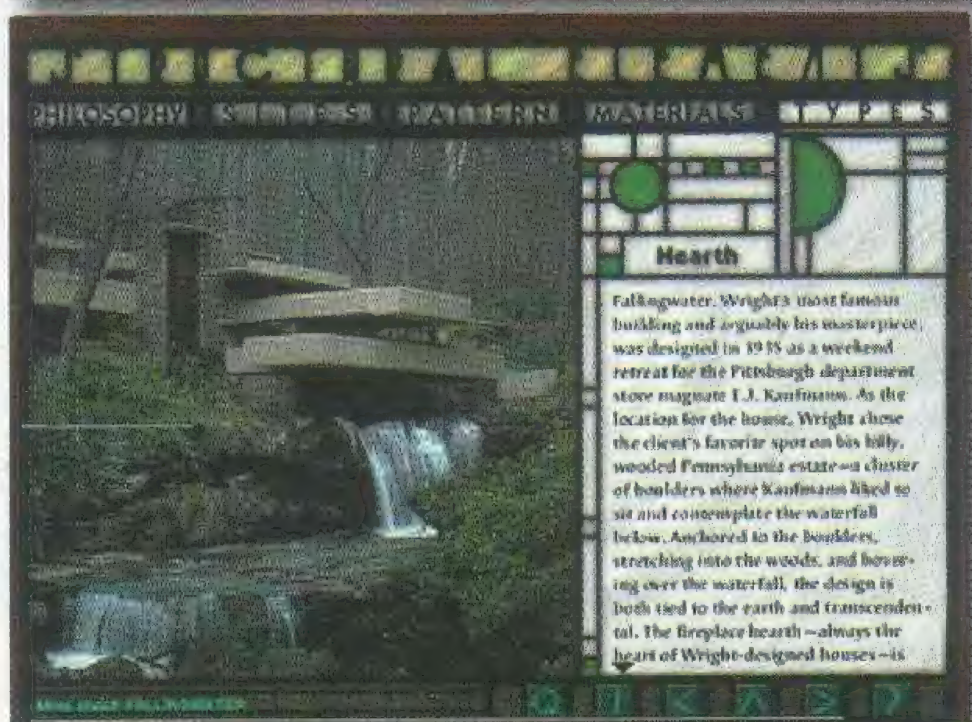 PHILOSOPHY SITES PATTERN MATERIALS TYPES
Hearth
Fallingwater, Wright's most famous
building and arguably his masterpiece,
was designed in 1935 as a weekend
retreat for the Pittsburgh department
store magnate E.J. Kaufmann. As the
location for the house, Wright chose
the client's favorite spot on his hilly,
wooded Pennsylvania estate—a cluster
of boulders where Kaufmann liked to
sit and contemplate the waterfall
below. Anchored to the boulders,
stretching into the woods, and hover-
ing over the waterfall, the design is
both tied to the earth and transcenden-
tal. The fireplace hearth—always the
heart of Wright-designed houses—is